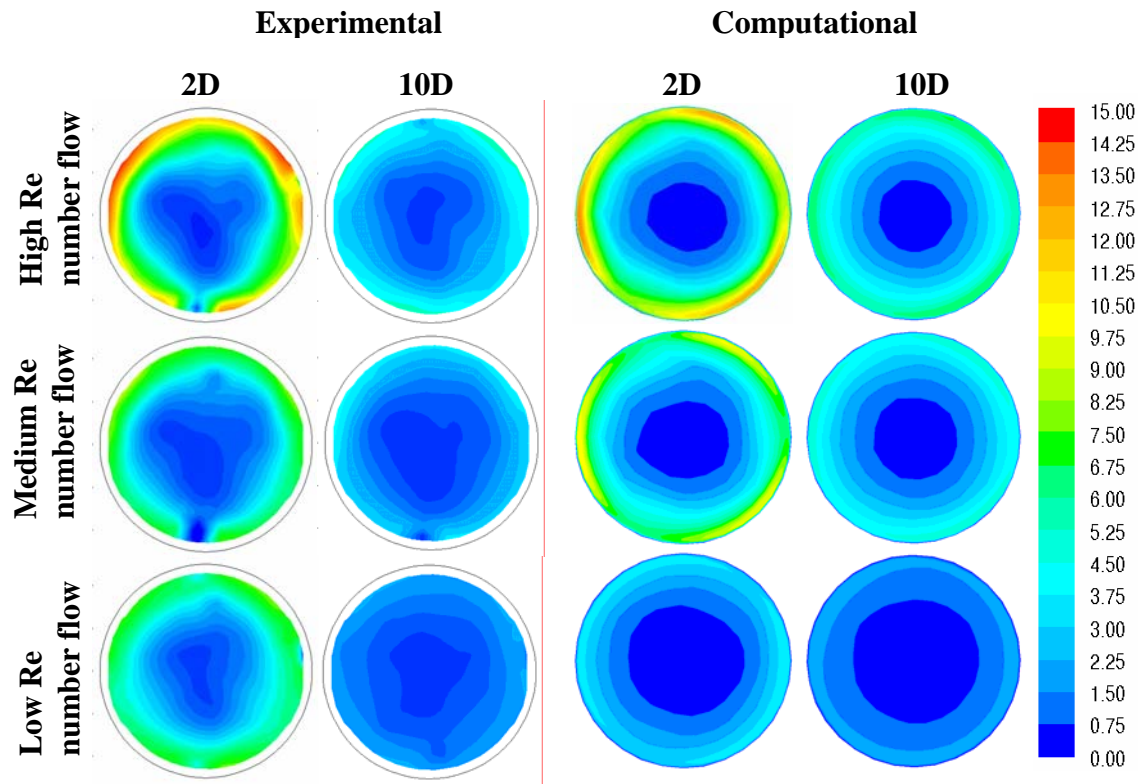 Experimental Computational
2D 10D 2D 10D
High Re
number flow
Medium Re
number flow
Low Re
number flow
15.00
14.25
13.50
12.75
12.00
11.25
10.50
9.75
9.00
8.25
7.50
6.75
6.00
5.25
4.50
3.75
3.00
2.25
1.50
0.75
0.00